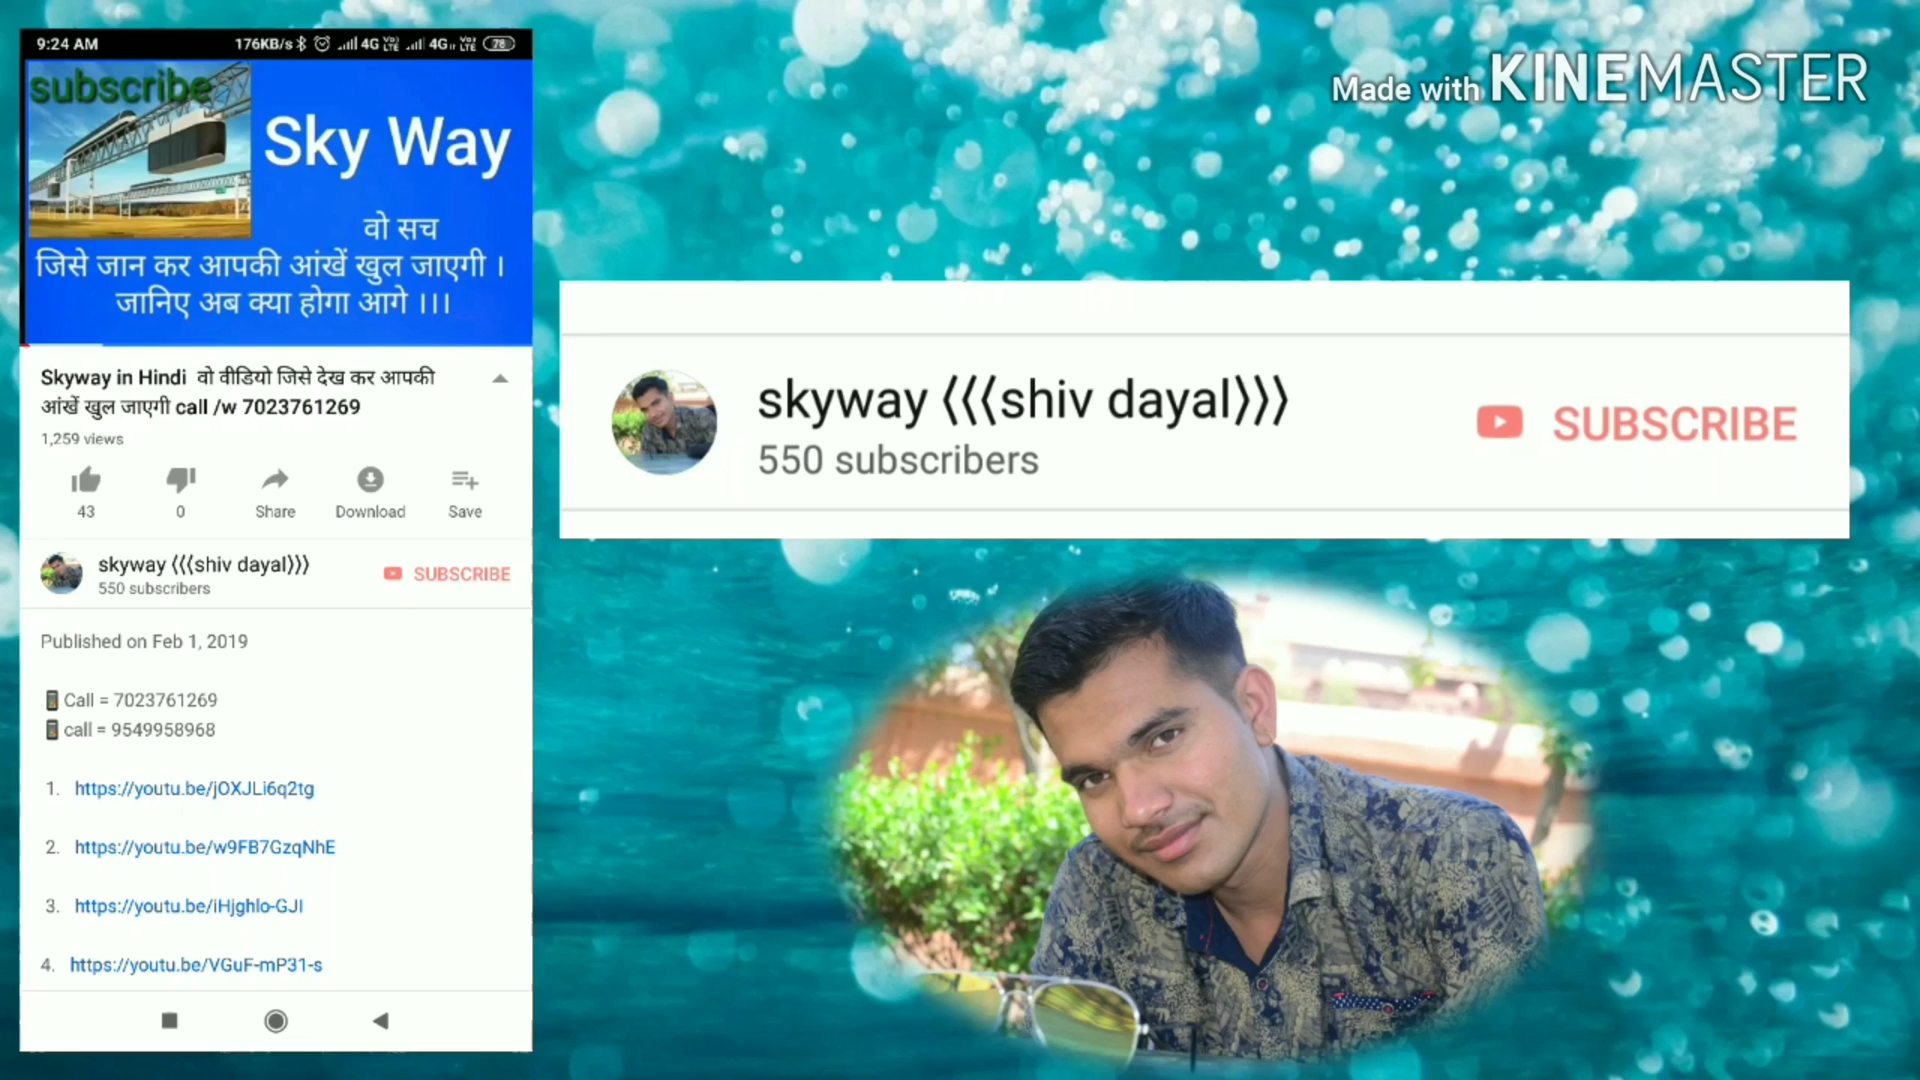 9:24 AM
176KB/s 4G Vo) LTE 4G Vo) LTE 78
subscribe
Sky Way
वो सच
जिसे जान कर आपकी आंखें खुल जाएगी ।
जानिए अब क्या होगा आगे ।।।
Skyway in Hindi वो वीडियो जिसे देख कर आपकी
आंखें खुल जाएगी call /w 7023761269
1,259 views
43 0 Share Download Save
skyway ⟨⟨⟨shiv dayal⟩⟩⟩
550 subscribers
SUBSCRIBE
Published on Feb 1, 2019
Call = 7023761269
call = 9549958968
1. https://youtu.be/jOXJLi6q2tg
2. https://youtu.be/w9FB7GzqNhE
3. https://youtu.be/iHjghlo-GJI
4. https://youtu.be/VGuF-mP31-s
Made with KINEMASTER
skyway ⟨⟨⟨shiv dayal⟩⟩⟩
550 subscribers
SUBSCRIBE